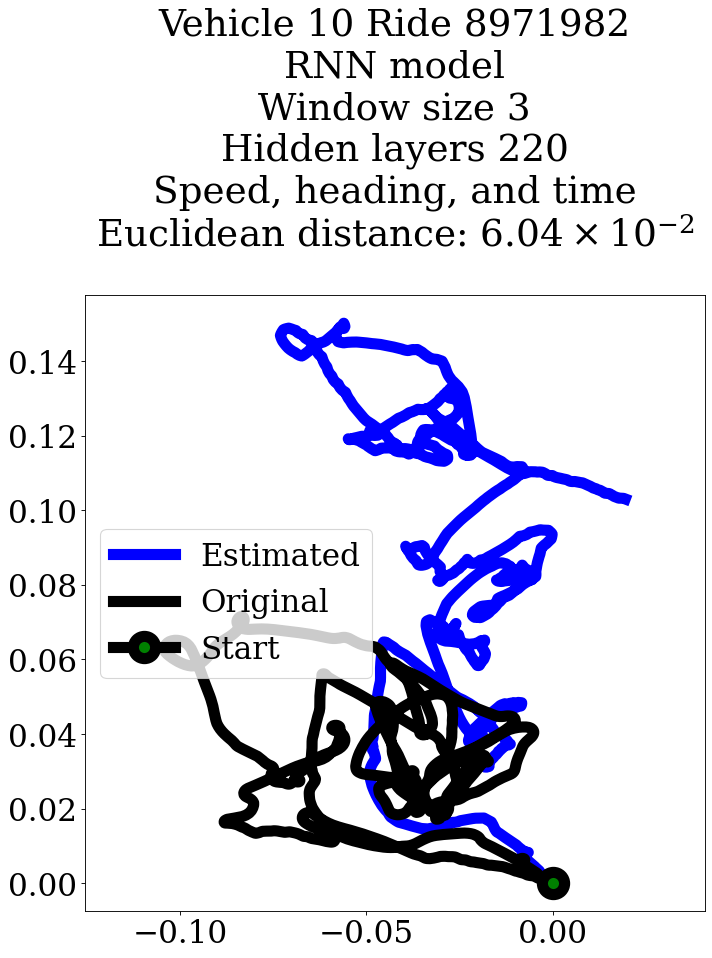 Vehicle 10 Ride 8971982
RNN model
Window size 3
Hidden layers 220
Speed, heading, and time
Euclidean distance: 6.04 × 10⁻²
0.14
0.12
0.10
0.08
0.06
0.04
0.02
0.00
Estimated
Original
Start
−0.10
−0.05
0.00